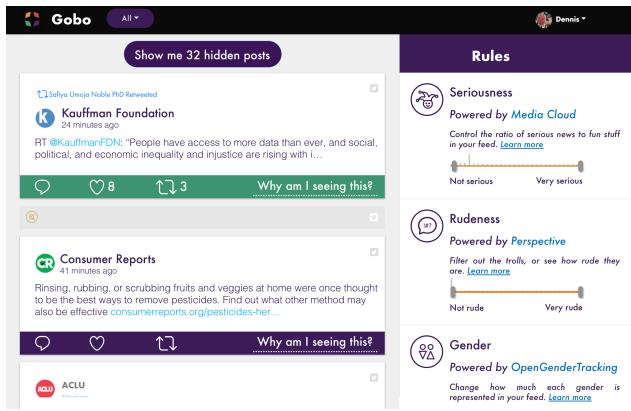 Gobo
All
Dennis
Show me 32 hidden posts
Safiya Umoja Noble PhD Retweeted
Kauffman Foundation
24 minutes ago
RT @KauffmanFDN: “People have access to more data than ever, and social,
political, and economic inequality and injustice are rising with i…
8
3
Why am I seeing this?
CR
Consumer Reports
41 minutes ago
Rinsing, rubbing, or scrubbing fruits and veggies at home were once thought
to be the best ways to remove pesticides. Find out what other method may
also be effective consumerreports.org/pesticides-her…
Why am I seeing this?
ACLU
ACLU
Rules
Seriousness
Powered by Media Cloud
Control the ratio of serious news to fun stuff
in your feed. Learn more
Not serious
Very serious
Rudeness
Powered by Perspective
Filter out the trolls, or see how rude they
are. Learn more
Not rude
Very rude
Gender
Powered by OpenGenderTracking
Change how much each gender is
represented in your feed. Learn more